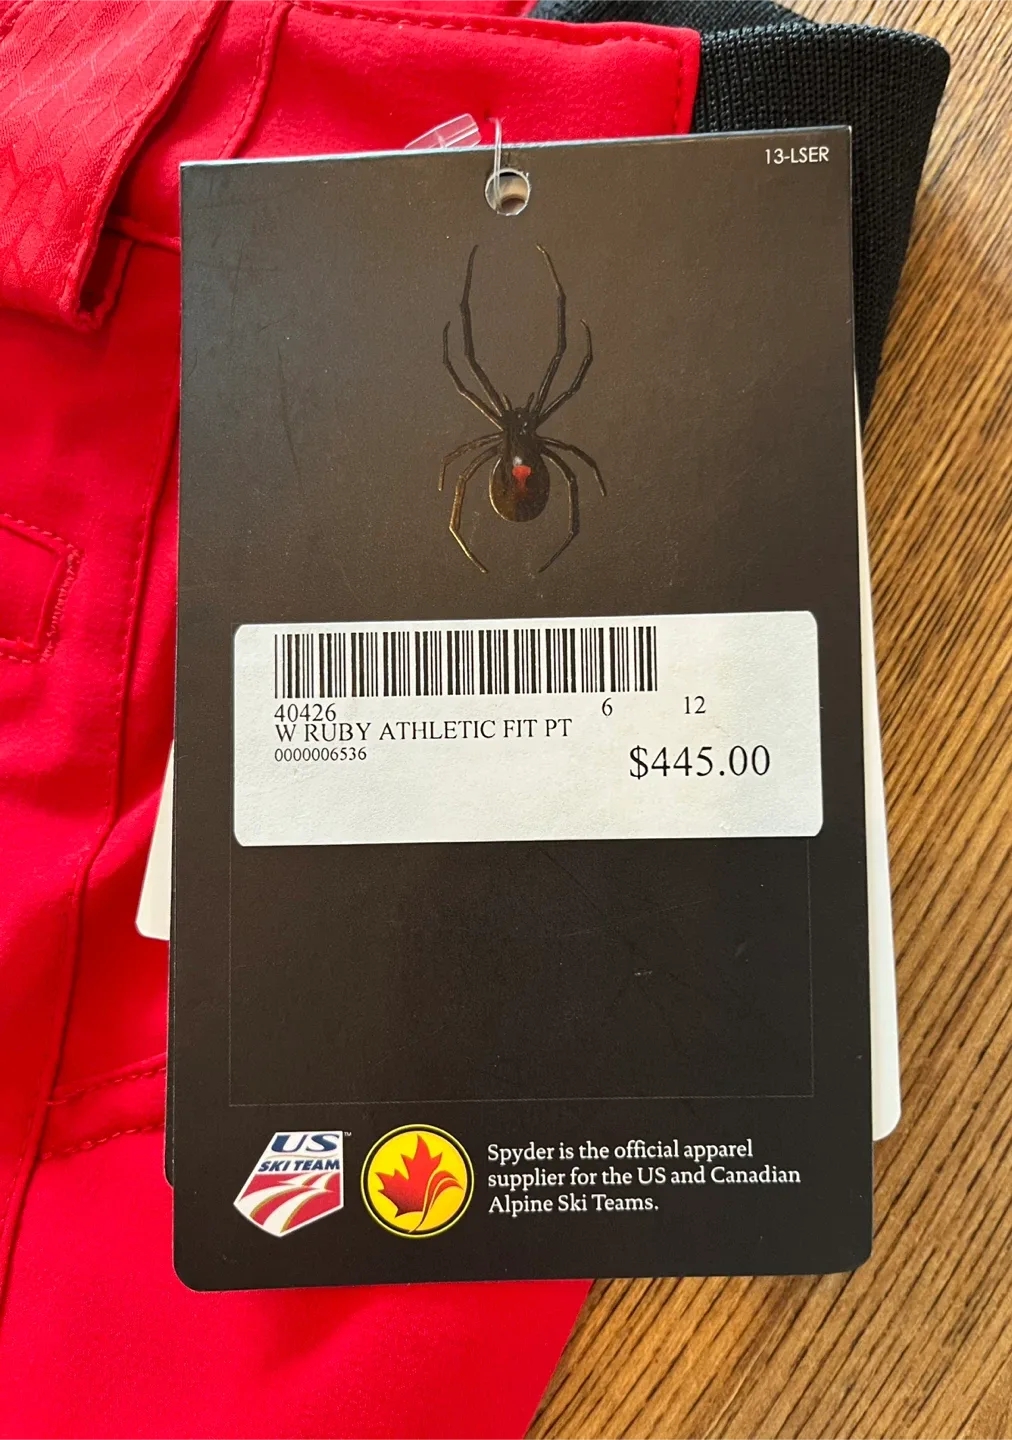 13-LSER
40426 6 12
W RUBY ATHLETIC FIT PT
0000006536
$445.00
US ™
SKI TEAM
Spyder is the official apparel
supplier for the US and Canadian
Alpine Ski Teams.